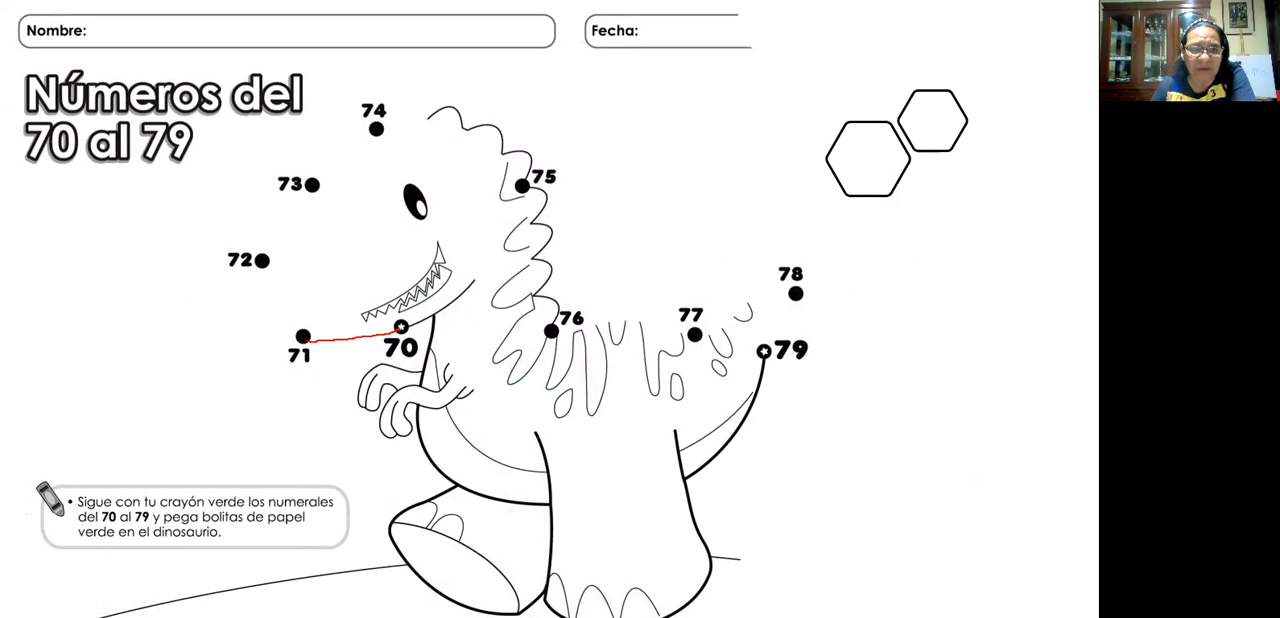 Nombre:
Fecha:
Números del
70 al 79
74
75
73
72
78
76
77
71
70
79
• Sigue con tu crayón verde los numerales
del 70 al 79 y pega bolitas de papel
verde en el dinosaurio.